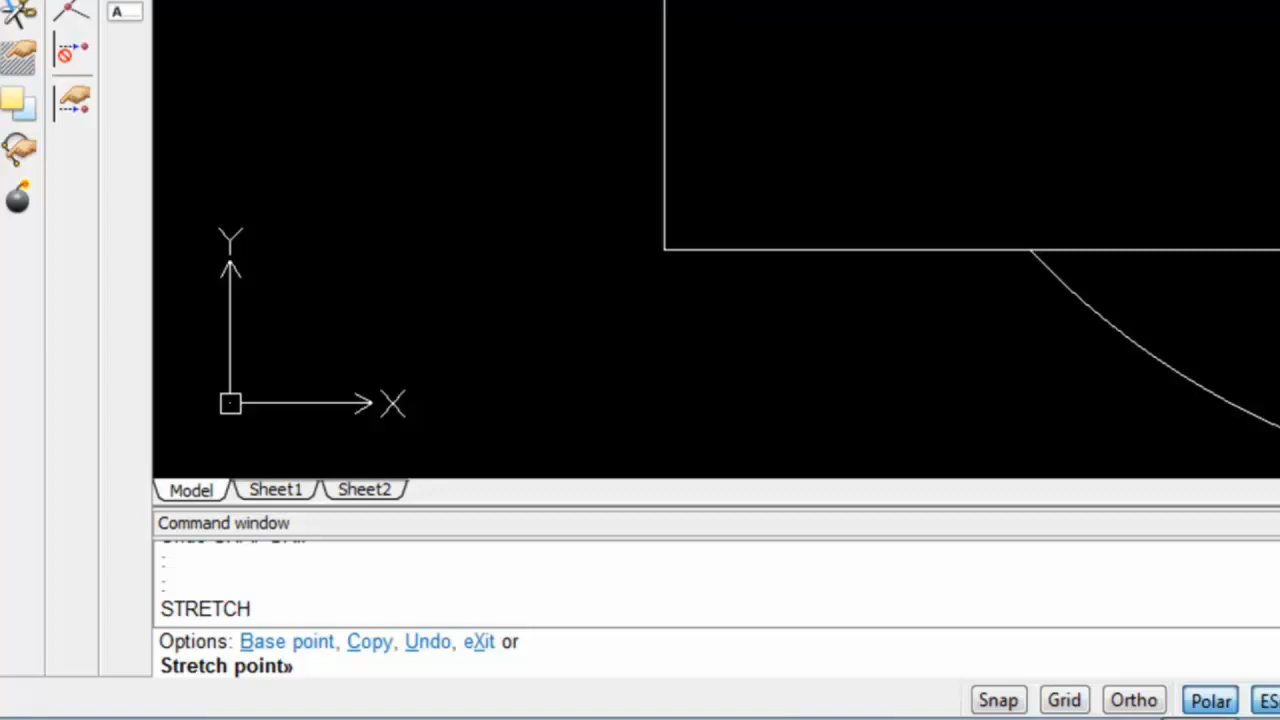 A
Y
X
Model Sheet1 Sheet2
Command window
:
:
STRETCH
Options: Base point, Copy, Undo, eXit or
Stretch point»
Snap Grid Ortho Polar ES